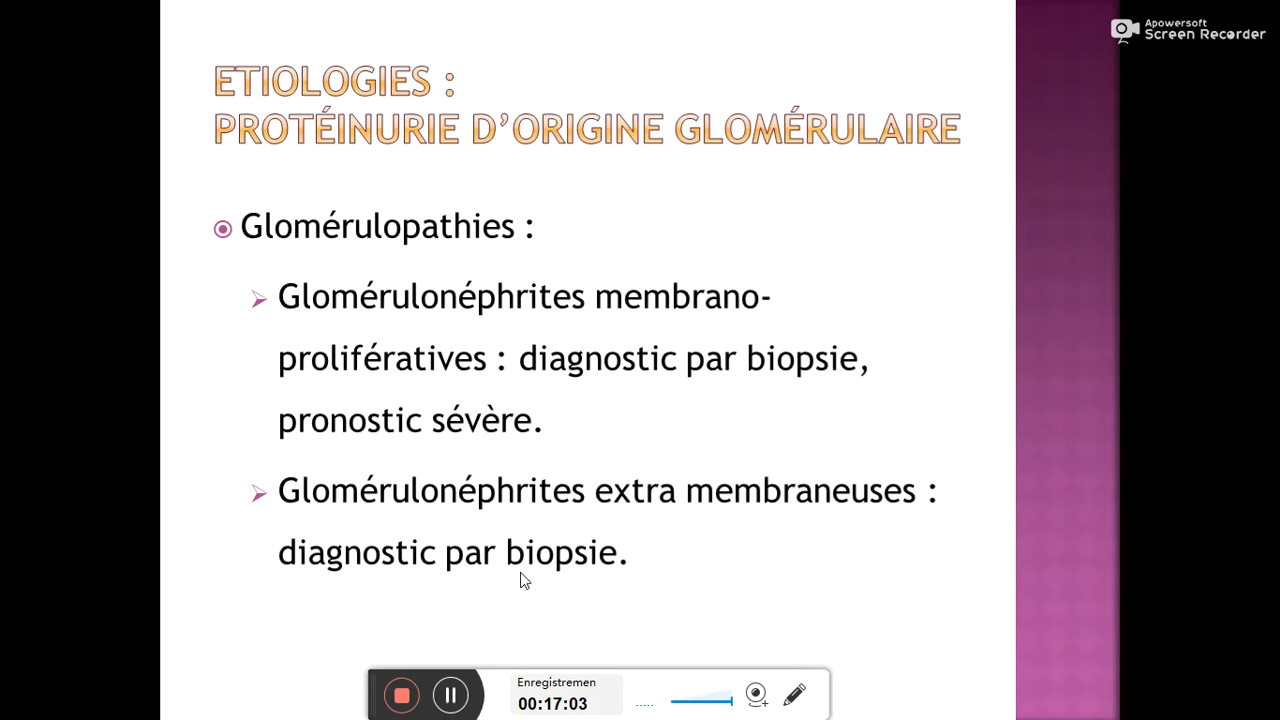 Apowersoft
Screen Recorder
ETIOLOGIES :
PROTÉINURIE D'ORIGINE GLOMÉRULAIRE
Glomérulopathies :
Glomérulonéphrites membrano-
prolifératives : diagnostic par biopsie,
pronostic sévère.
Glomérulonéphrites extra membraneuses :
diagnostic par biopsie.
Enregistremen
00:17:03